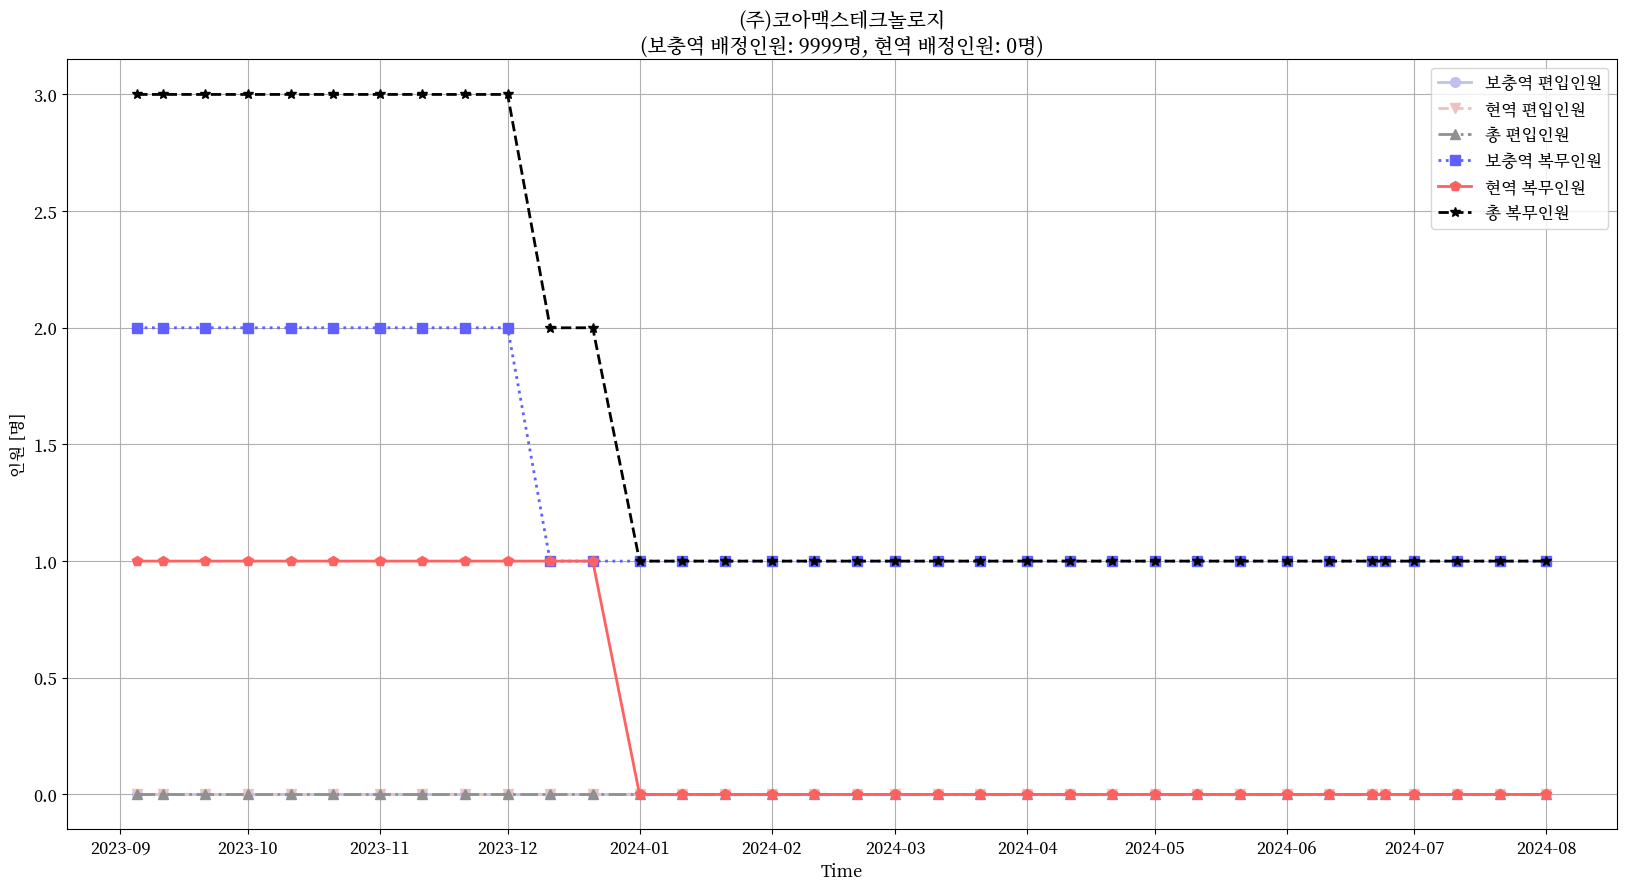 (주)코아맥스테크놀로지
(보충역 배정인원: 9999명, 현역 배정인원: 0명)
보충역 편입인원
현역 편입인원
총 편입인원
보충역 복무인원
현역 복무인원
총 복무인원
인원 [명]
3.0
2.5
2.0
1.5
1.0
0.5
0.0
2023-09 2023-10 2023-11 2023-12 2024-01 2024-02 2024-03 2024-04 2024-05 2024-06 2024-07 2024-08
Time